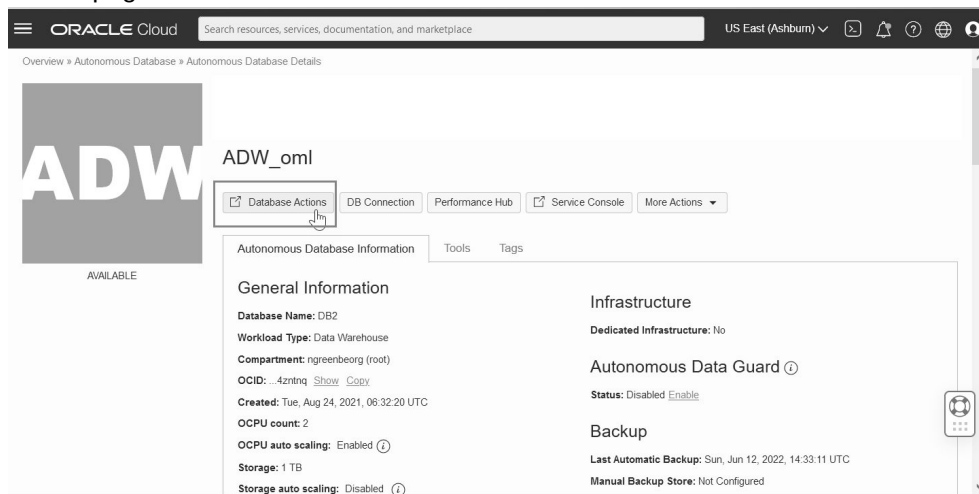 ORACLE Cloud
Search resources, services, documentation, and marketplace
US East (Ashburn)
Overview » Autonomous Database » Autonomous Database Details
ADW
AVAILABLE
ADW_oml
Database Actions
DB Connection
Performance Hub
Service Console
More Actions
Autonomous Database Information
Tools
Tags
General Information
Database Name: DB2
Workload Type: Data Warehouse
Compartment: ngreenbeorg (root)
OCID: ...4zntnq Show Copy
Created: Tue, Aug 24, 2021, 06:32:20 UTC
OCPU count: 2
OCPU auto scaling: Enabled
Storage: 1 TB
Storage auto scaling: Disabled
Infrastructure
Dedicated Infrastructure: No
Autonomous Data Guard
Status: Disabled Enable
Backup
Last Automatic Backup: Sun, Jun 12, 2022, 14:33:11 UTC
Manual Backup Store: Not Configured